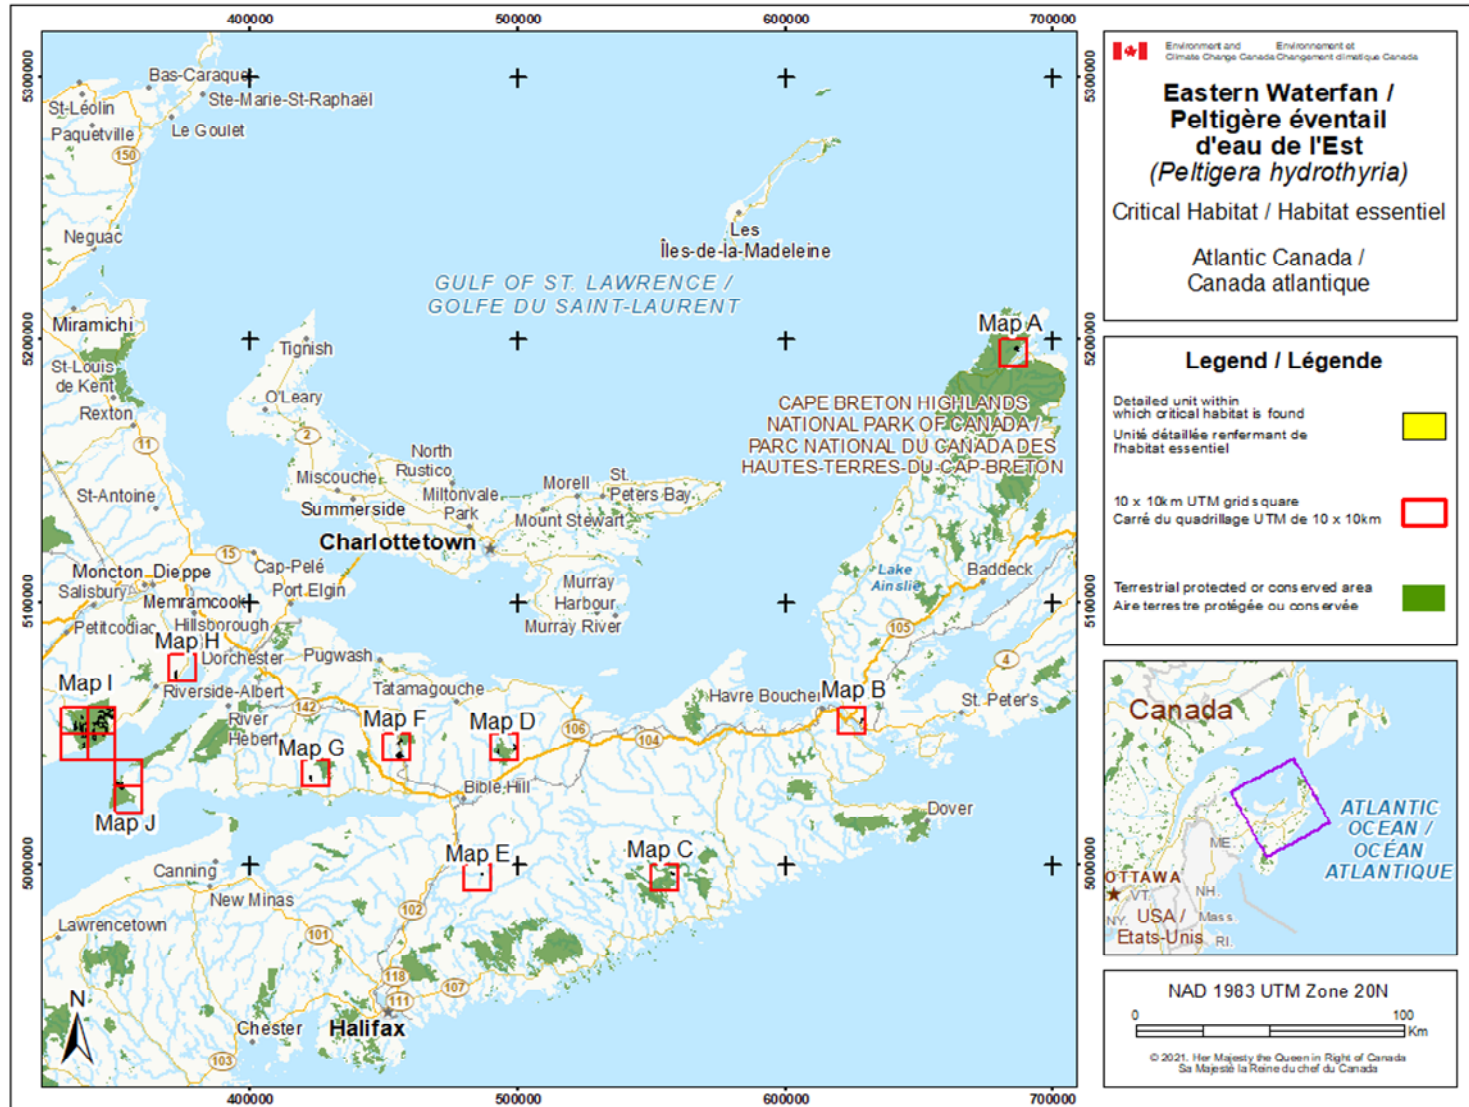 400000
500000
600000
700000
5300000
5200000
5100000
5000000
5300000
5200000
5100000
5000000
400000
500000
600000
700000
Bas-Caraque
Ste-Marie-St-Raphaël
St-Léolin
Paquetville
Le Goulet
150
Neguac
Miramichi
St-Louis
de Kent
Rexton
11
St-Antoine
15
Cap-Pelé
Moncton
Dieppe
Salisbury
Port Elgin
Memramcook
Petitcodiac
Hillsborough
Map H
Dorchester
Map I
Riverside-Albert
River
Hebert
Map J
Les
Îles-de-la-Madeleine
GULF OF ST. LAWRENCE /
GOLFE DU SAINT-LAURENT
Tignish
O'Leary
2
North
Rustico
Miscouche
Miltonvale
Park
Summerside
Morell
St.
Peters Bay
Mount Stewart
Charlottetown
Murray
Harbour
Murray River
Map A
CAPE BRETON HIGHLANDS
NATIONAL PARK OF CANADA /
PARC NATIONAL DU CANADA DES
HAUTES-TERRES-DU-CAP-BRETON
Lake
Ainslie
Baddeck
105
4
Pugwash
Tatamagouche
142
Map F
Map D
Map G
106
104
Havre Boucher
Map B
St. Peter's
Bible Hill
Dover
Map E
Map C
Canning
New Minas
Lawrencetown
102
101
118
111
107
Chester
Halifax
103
N
Environment and
Climate Change Canada
Environnement et
Changement climatique Canada
Eastern Waterfan /
Peltigère éventail
d'eau de l'Est
(Peltigera hydrothyria)
Critical Habitat / Habitat essentiel
Atlantic Canada /
Canada atlantique
Legend / Légende
Detailed unit within
which critical habitat is found
Unité détaillée renfermant de
l'habitat essentiel
10 x 10km UTM grid square
Carré du quadrillage UTM de 10 x 10km
Terrestrial protected or conserved area
Aire terrestre protégée ou conservée
Canada
ATLANTIC
OCEAN /
OCÉAN
ATLANTIQUE
ME
OTTAWA
VT.
NH.
NY.
USA /
Mass.
Etats-Unis
RI.
NAD 1983 UTM Zone 20N
0
100
Km
© 2021. Her Majesty the Queen in Right of Canada
Sa Majesté la Reine du chef du Canada